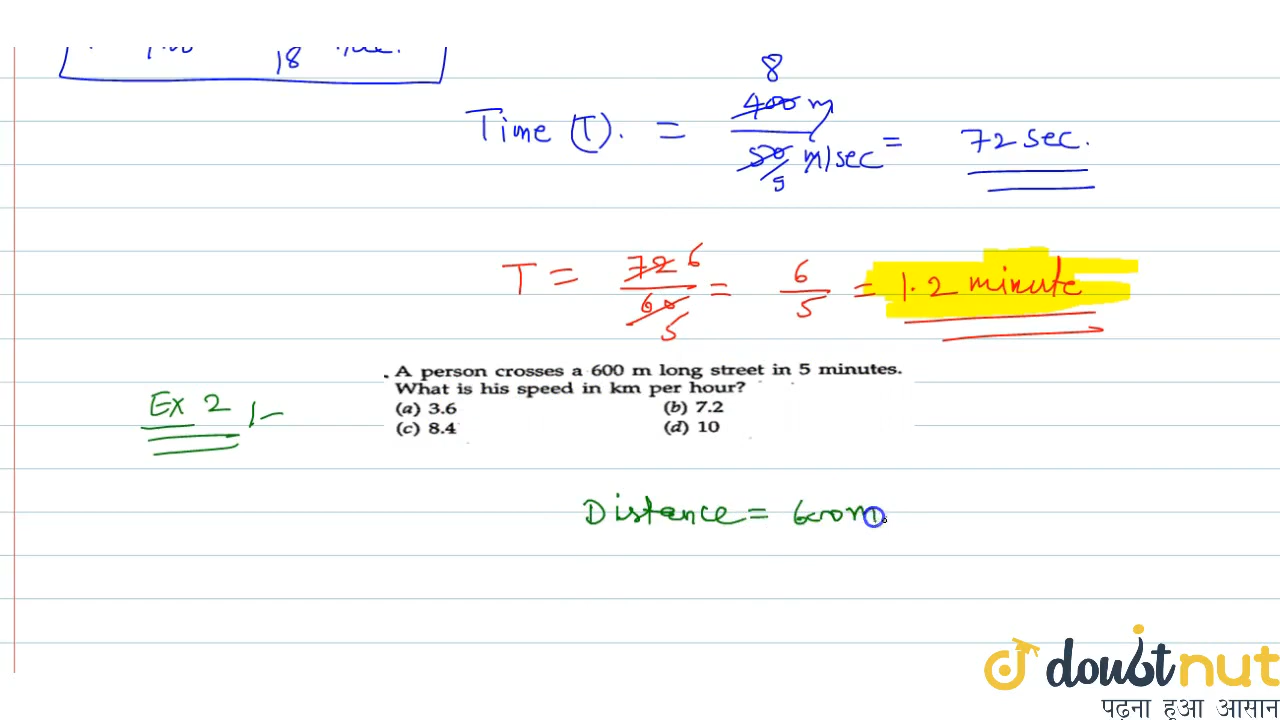 18
8
Time (T). = 400 m / 50 m/sec = 72 sec.
9
T = 72 6 / 60 5 = 6/5 = 1.2 minute
. A person crosses a 600 m long street in 5 minutes.
What is his speed in km per hour?
Ex 2 :-
(a) 3.6 (b) 7.2
(c) 8.4 (d) 10
Distance = 600m
doubtnut
पढ़ना हुआ आसान